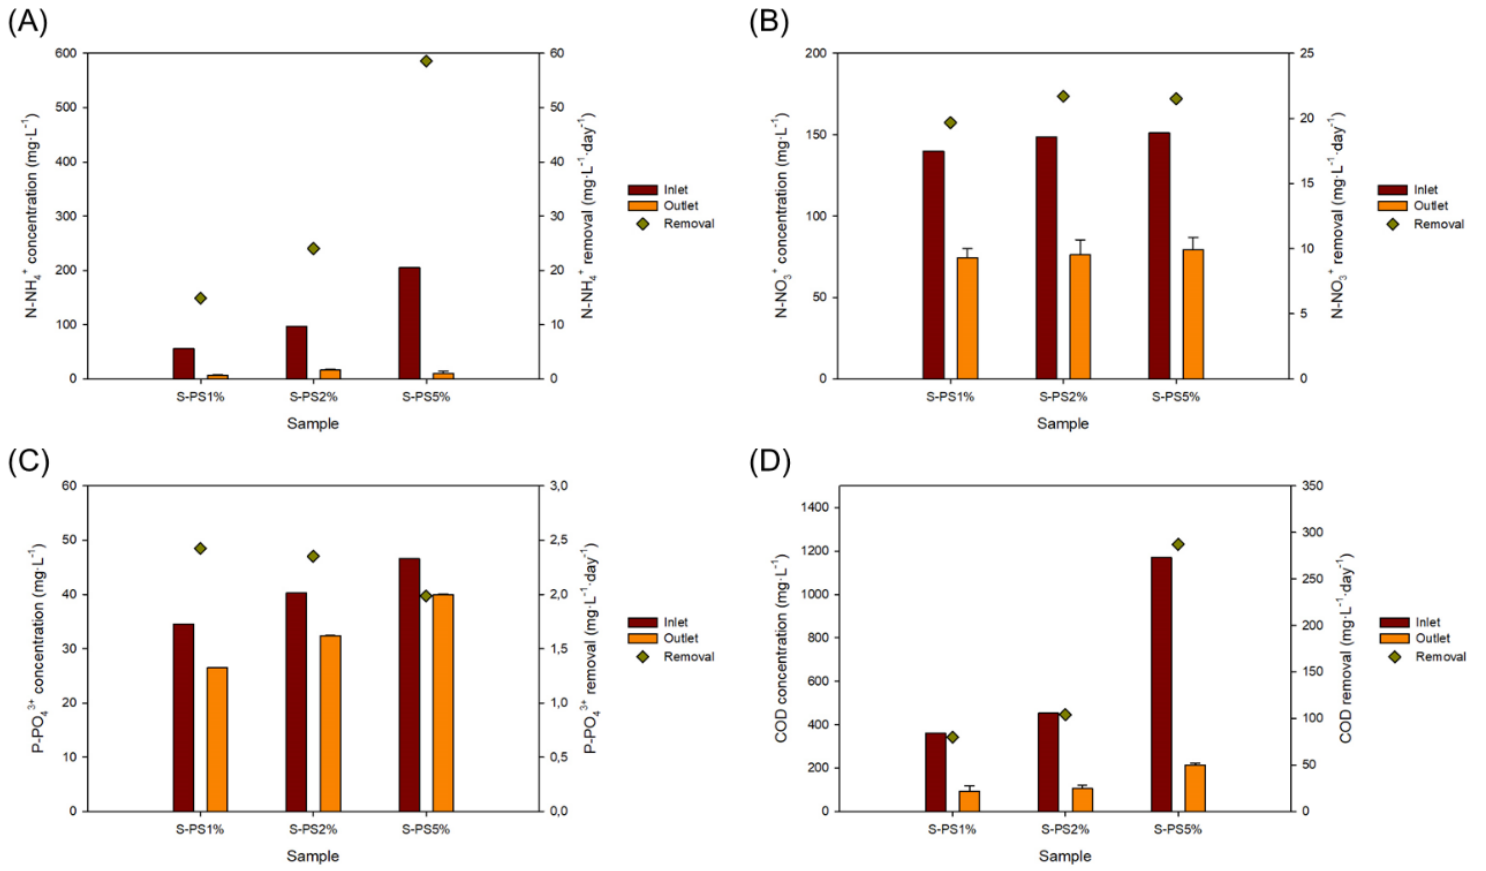 (A)
600
500
400
300
200
100
0
N-NH₄⁺ concentration (mg·L⁻¹)
60
50
40
30
20
10
0
N-NH₄⁺ removal (mg·L⁻¹·day⁻¹)
S-PS1% S-PS2% S-PS5%
Sample
Inlet
Outlet
Removal
(B)
200
150
100
50
0
N-NO₃⁺ concentration (mg·L⁻¹)
25
20
15
10
5
0
N-NO₃⁺ removal (mg·L⁻¹·day⁻¹)
S-PS1% S-PS2% S-PS5%
Sample
Inlet
Outlet
Removal
(C)
60
50
40
30
20
10
0
P-PO₄³⁺ concentration (mg·L⁻¹)
3,0
2,5
2,0
1,5
1,0
0,5
0,0
P-PO₄³⁺ removal (mg·L⁻¹·day⁻¹)
S-PS1% S-PS2% S-PS5%
Sample
Inlet
Outlet
Removal
(D)
1400
1200
1000
800
600
400
200
0
COD concentration (mg·L⁻¹)
350
300
250
200
150
100
50
0
COD removal (mg·L⁻¹·day⁻¹)
S-PS1% S-PS2% S-PS5%
Sample
Inlet
Outlet
Removal